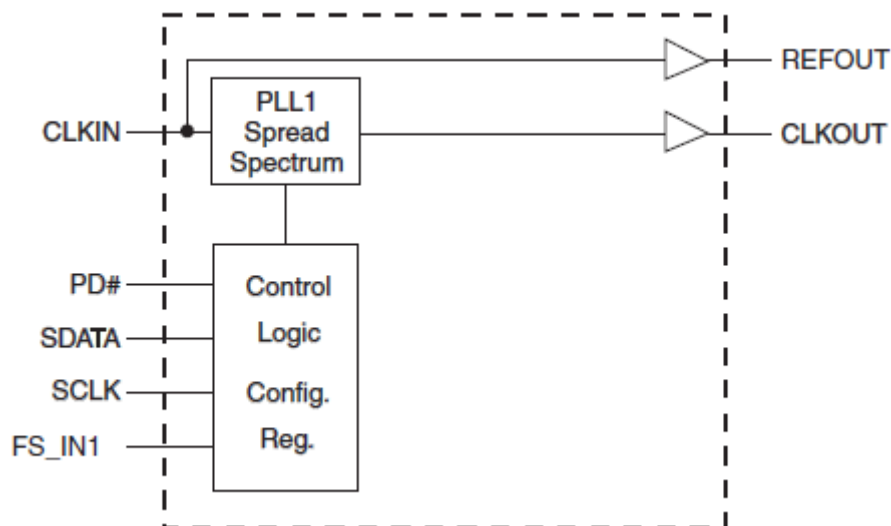 REFOUT
PLL1
Spread
Spectrum
CLKIN
CLKOUT
PD#
SDATA
SCLK
FS_IN1
Control
Logic
Config.
Reg.